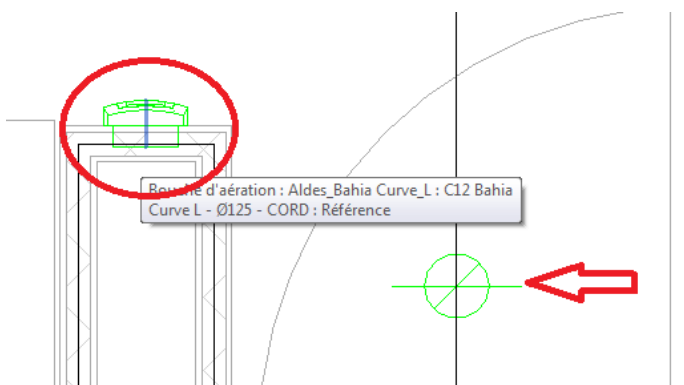 Bouche d'aération : Aldes_Bahia Curve_L : C12 Bahia
Curve L - Ø125 - CORD : Référence